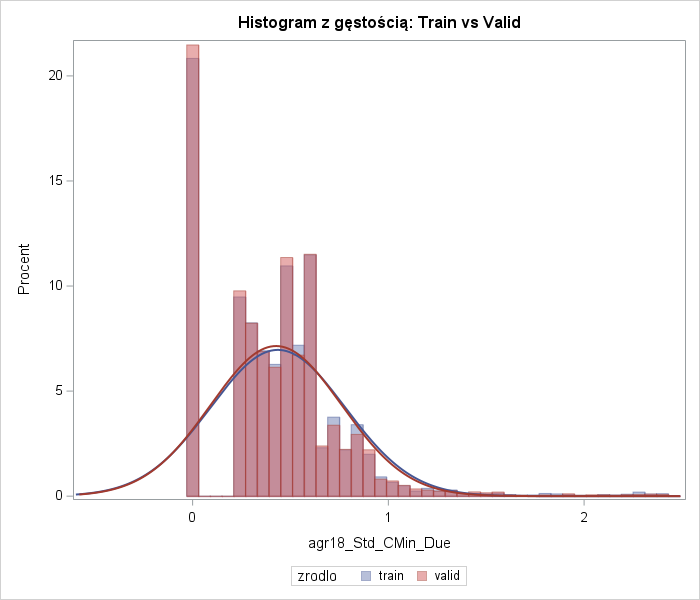 Histogram z gęstością: Train vs Valid
20
15
10
5
0
Procent
0 1 2
agr18_Std_CMin_Due
zrodlo train valid